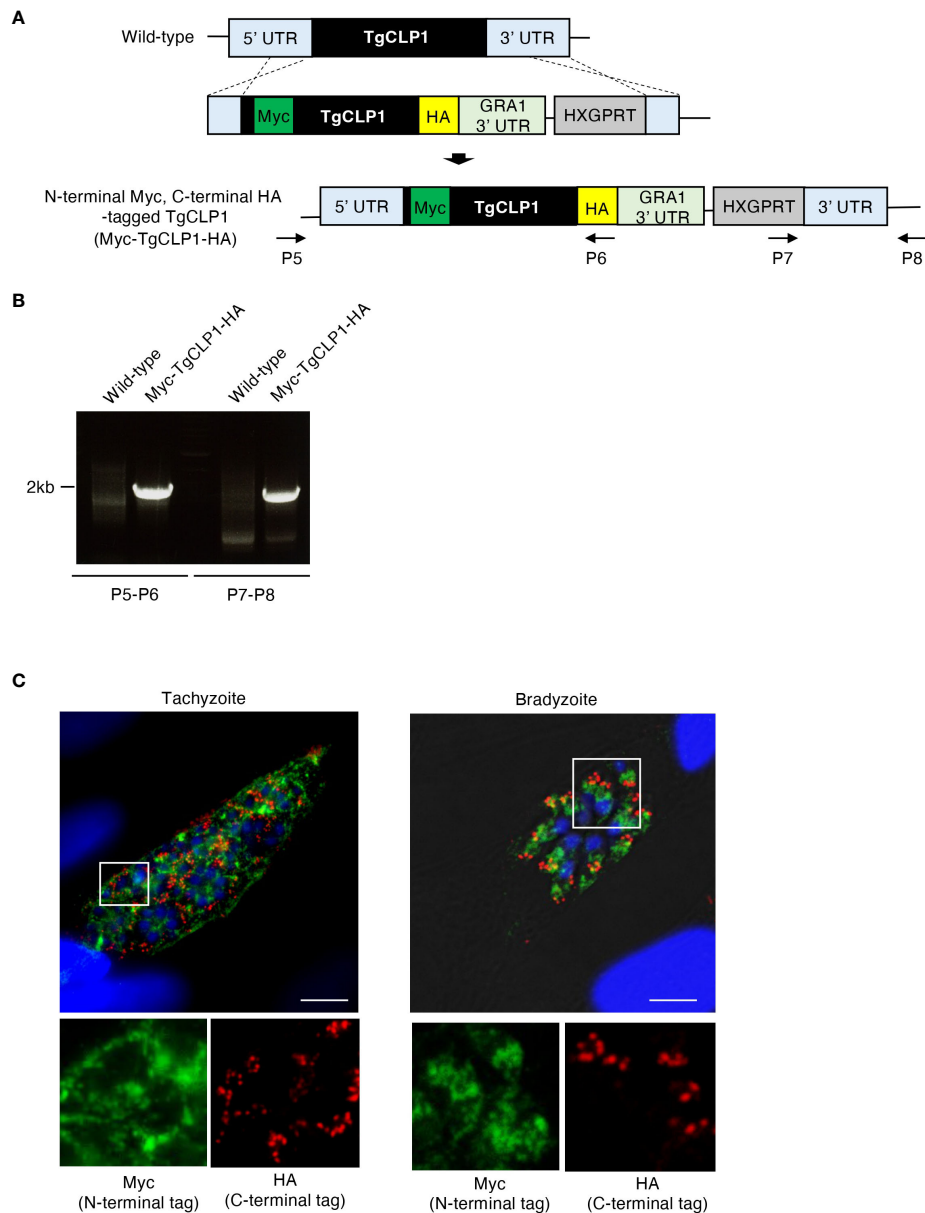 A
Wild-type
5' UTR
TgCLP1
3' UTR
Myc
TgCLP1
HA
GRA1
3' UTR
HXGPRT
N-terminal Myc, C-terminal HA
-tagged TgCLP1
(Myc-TgCLP1-HA)
5' UTR
Myc
TgCLP1
HA
GRA1
3' UTR
HXGPRT
3' UTR
P5
P6
P7
P8
B
Wild-type
Myc-TgCLP1-HA
Wild-type
Myc-TgCLP1-HA
2kb
P5-P6
P7-P8
C
Tachyzoite
Bradyzoite
Myc
(N-terminal tag)
HA
(C-terminal tag)
Myc
(N-terminal tag)
HA
(C-terminal tag)